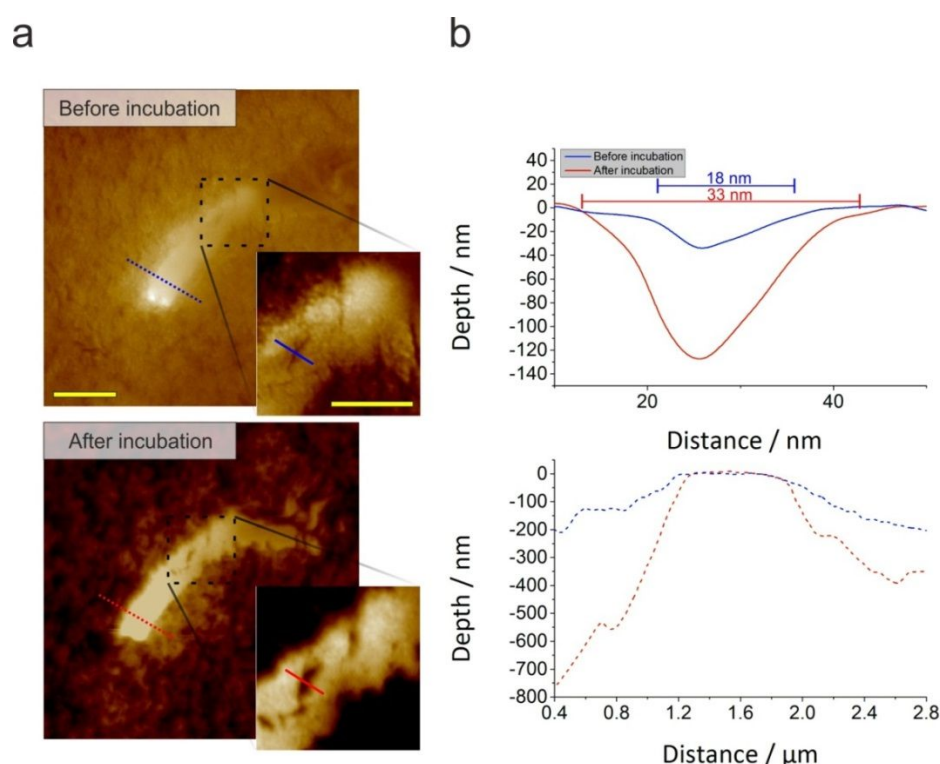 a
Before incubation
After incubation
b
Before incubation
After incubation
18 nm
33 nm
40
20
0
-20
-40
-60
-80
-100
-120
-140
Depth / nm
20
40
Distance / nm
0
-100
-200
-300
-400
-500
-600
-700
-800
Depth / nm
0.4
1.2
1.6
2.0
2.4
2.8
Distance / µm